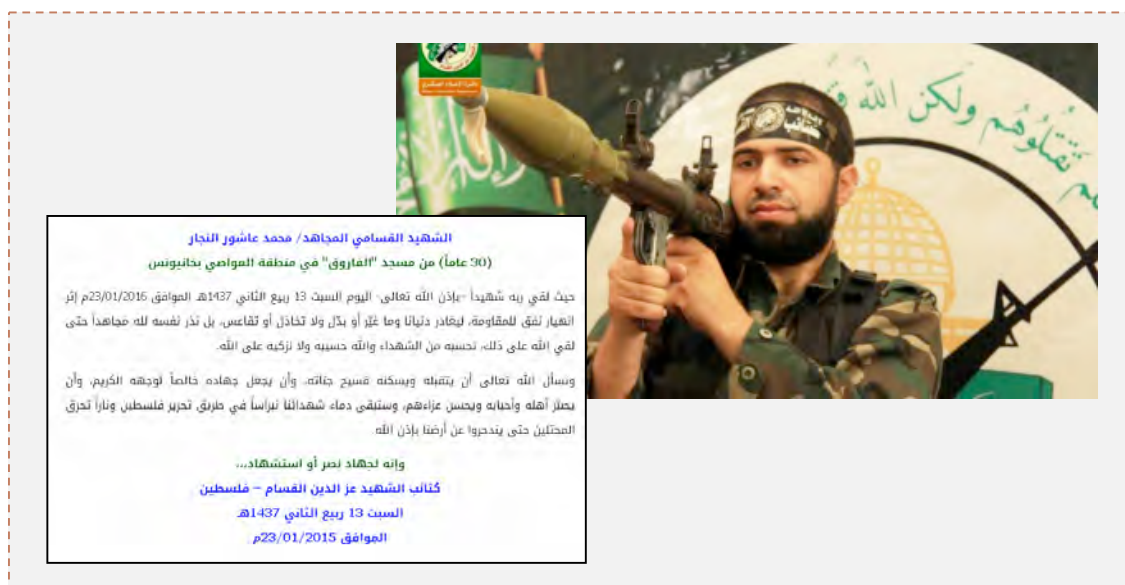 تقتلوهم ولكن الله
كتائب
الشهيد القسامي المجاهد/ محمد عاشور النجار
(30 عاماً) من مسجد "الفاروق" في منطقة المواصي بخانيونس
حيث لقي ربه شهيداً -بإذن الله تعالى- اليوم السبت 13 ربيع الثاني 1437هـ الموافق 23/01/2016م إثر
انهيار نفق للمقاومة، ليغادر دنيانا وما غيّر أو بدّل ولا تخاذل أو تقاعس، بل نذر نفسه لله مجاهداً حتى
لقي الله على ذلك، نحسبه من الشهداء والله حسيبه ولا نزكيه على الله.
ونسأل الله تعالى أن يتقبله ويسكنه فسيح جناته، وأن يجعل جهاده خالصاً لوجهه الكريم، وأن
يصبّر أهله وأحبابه ويحسن عزاءهم، وستبقى دماء شهدائنا نبراساً في طريق تحرير فلسطين وناراً تحرق
المحتلين حتى يندحروا عن أرضنا بإذن الله
وإنه لجهاد نصر أو استشهاد،،،
كتائب الشهيد عز الدين القسام – فلسطين
السبت 13 ربيع الثاني 1437هـ
الموافق 23/01/2015م